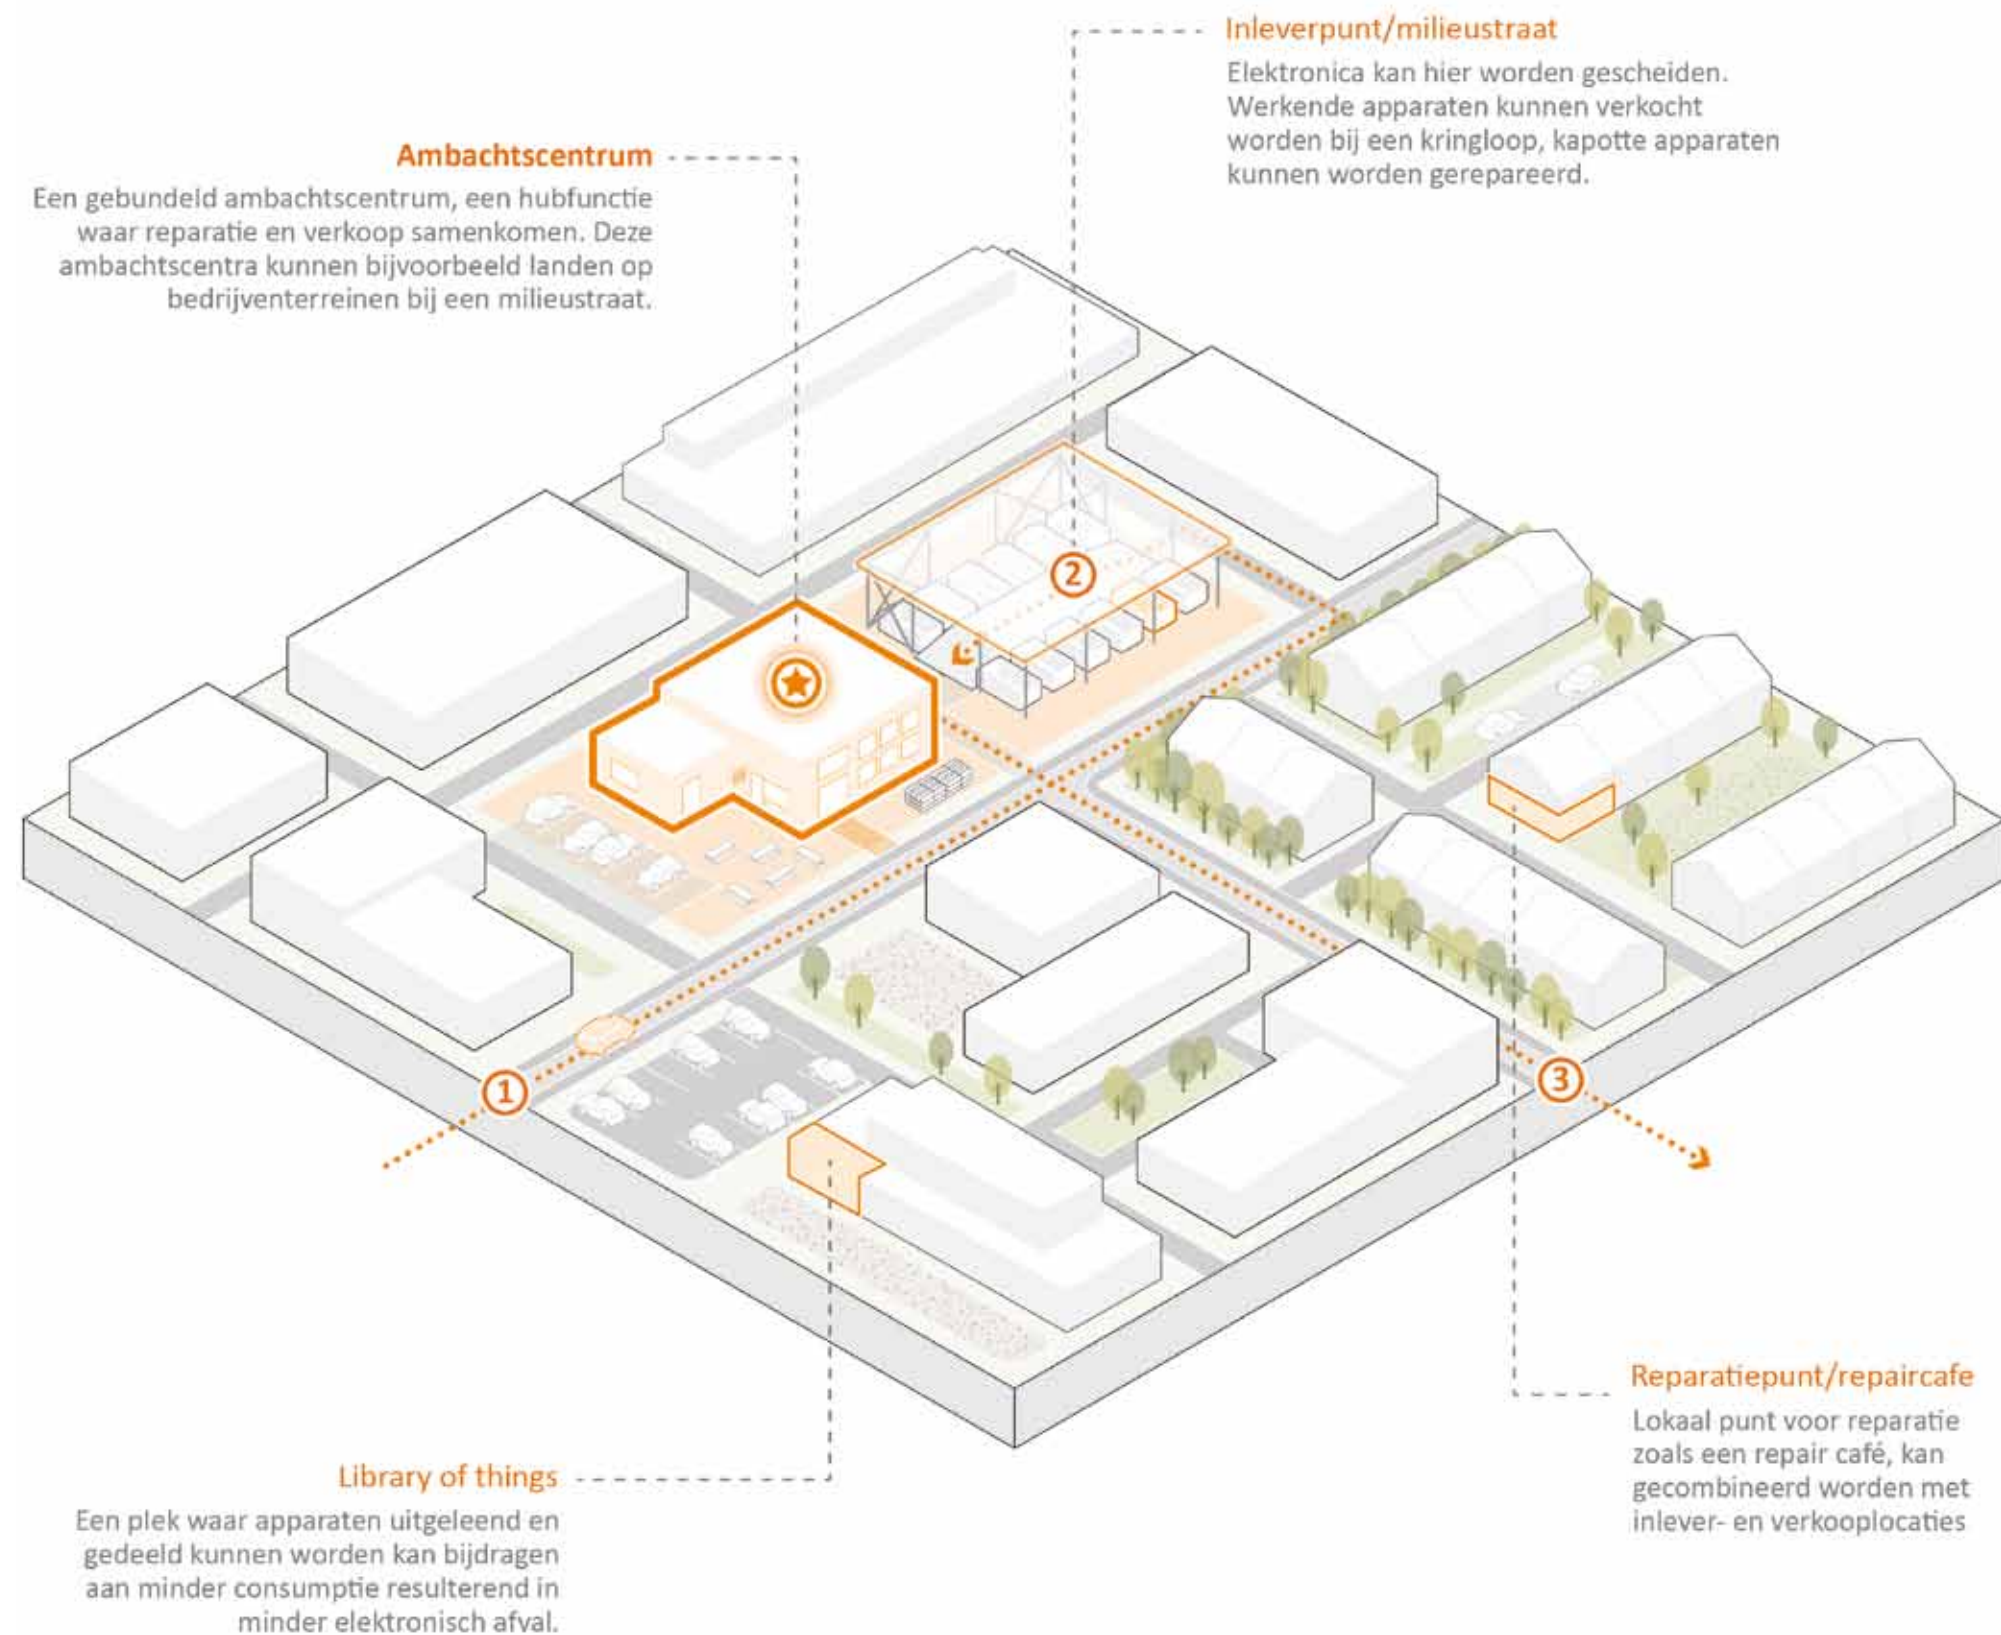 Inleverpunt/milieustraat
Elektronica kan hier worden gescheiden.
Werkende apparaten kunnen verkocht
worden bij een kringloop, kapotte apparaten
kunnen worden gerepareerd.
Ambachtscentrum
Een gebundeld ambachtscentrum, een hubfunctie
waar reparatie en verkoop samenkomen. Deze
ambachtscentra kunnen bijvoorbeeld landen op
bedrijventerreinen bij een milieustraat.
2
1
3
Reparatiepunt/repaircafe
Lokaal punt voor reparatie
zoals een repair café, kan
gecombineerd worden met
inlever- en verkooplocaties
Library of things
Een plek waar apparaten uitgeleend en
gedeeld kunnen worden kan bijdragen
aan minder consumptie resulterend in
minder elektronisch afval.